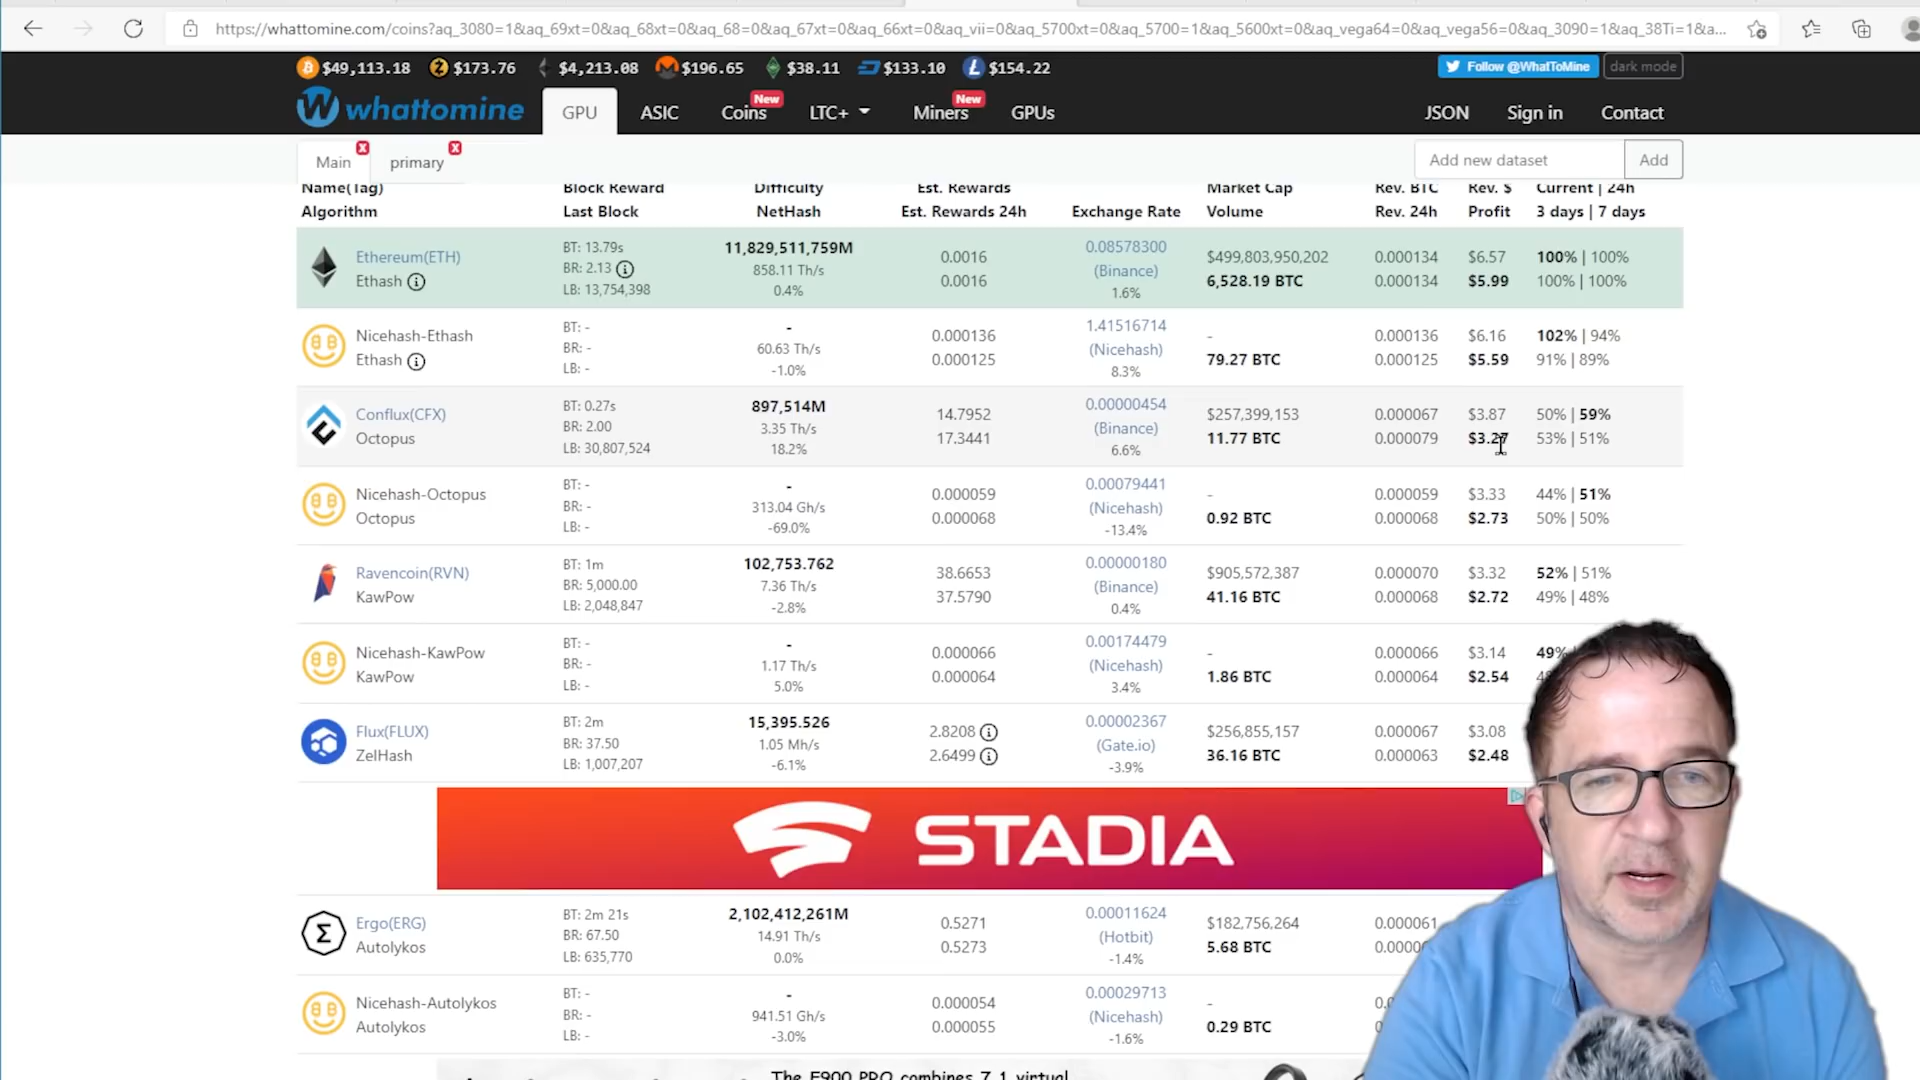 https://whattomine.com/coins?aq_3080=1&aq_69xt=0&aq_68xt=0&aq_68=0&aq_67xt=0&aq_66xt=0&aq_vii=0&aq_5700xt=0&aq_5700=1&aq_5600xt=0&aq_vega64=0&aq_vega56=0&aq_3090=1&aq_38Ti=1&a...
$49,113.18 $173.76 $4,213.08 $196.65 $38.11 $133.10 $154.22
Follow @WhatToMine dark mode
whattomine GPU ASIC Coins New LTC+ Miners New GPUs JSON Sign in Contact
Main x primary x Add new dataset Add
Name(Tag) Block Reward Difficulty Est. Rewards Market Cap Rev. BTC Rev. $ Current | 24h
Algorithm Last Block NetHash Est. Rewards 24h Exchange Rate Volume Rev. 24h Profit 3 days | 7 days
Ethereum(ETH) BT: 13.79s 11,829,511,759M 0.0016 0.08578300 $499,803,950,202 0.000134 $6.57 100% | 100%
Ethash BR: 2.13 858.11 Th/s 0.0016 (Binance) 6,528.19 BTC 0.000134 $5.99 100% | 100%
LB: 13,754,398 0.4% 1.6%
Nicehash-Ethash BT: - - 0.000136 1.41516714 - 0.000136 $6.16 102% | 94%
Ethash BR: - 60.63 Th/s 0.000125 (Nicehash) 79.27 BTC 0.000125 $5.59 91% | 89%
LB: - -1.0% 8.3%
Conflux(CFX) BT: 0.27s 897,514M 14.7952 0.00000454 $257,399,153 0.000067 $3.87 50% | 59%
Octopus BR: 2.00 3.35 Th/s 17.3441 (Binance) 11.77 BTC 0.000079 $3.27 53% | 51%
LB: 30,807,524 18.2% 6.6%
Nicehash-Octopus BT: - - 0.000059 0.00079441 - 0.000059 $3.33 44% | 51%
Octopus BR: - 313.04 Gh/s 0.000068 (Nicehash) 0.92 BTC 0.000068 $2.73 50% | 50%
LB: - -69.0% -13.4%
Ravencoin(RVN) BT: 1m 102,753.762 38.6653 0.00000180 $905,572,387 0.000070 $3.32 52% | 51%
KawPow BR: 5,000.00 7.36 Th/s 37.5790 (Binance) 41.16 BTC 0.000068 $2.72 49% | 48%
LB: 2,048,847 -2.8% 0.4%
Nicehash-KawPow BT: - - 0.000066 0.00174479 - 0.000066 $3.14 49%
KawPow BR: - 1.17 Th/s 0.000064 (Nicehash) 1.86 BTC 0.000064 $2.54
LB: - 5.0% 3.4%
Flux(FLUX) BT: 2m 15,395.526 2.8208 0.00002367 $256,855,157 0.000067 $3.08
ZelHash BR: 37.50 1.05 Mh/s 2.6499 (Gate.io) 36.16 BTC 0.000063 $2.48
LB: 1,007,207 -6.1% -3.9%
STADIA
Ergo(ERG) BT: 2m 21s 2,102,412,261M 0.5271 0.00011624 $182,756,264 0.000061
Autolykos BR: 67.50 14.91 Th/s 0.5273 (Hotbit) 5.68 BTC
LB: 635,770 0.0% -1.4%
Nicehash-Autolykos BT: - - 0.000054 0.00029713 -
Autolykos BR: - 941.51 Gh/s 0.000055 (Nicehash) 0.29 BTC
LB: - -3.0% -1.6%
The E900 PRO combines 7.1 virtual